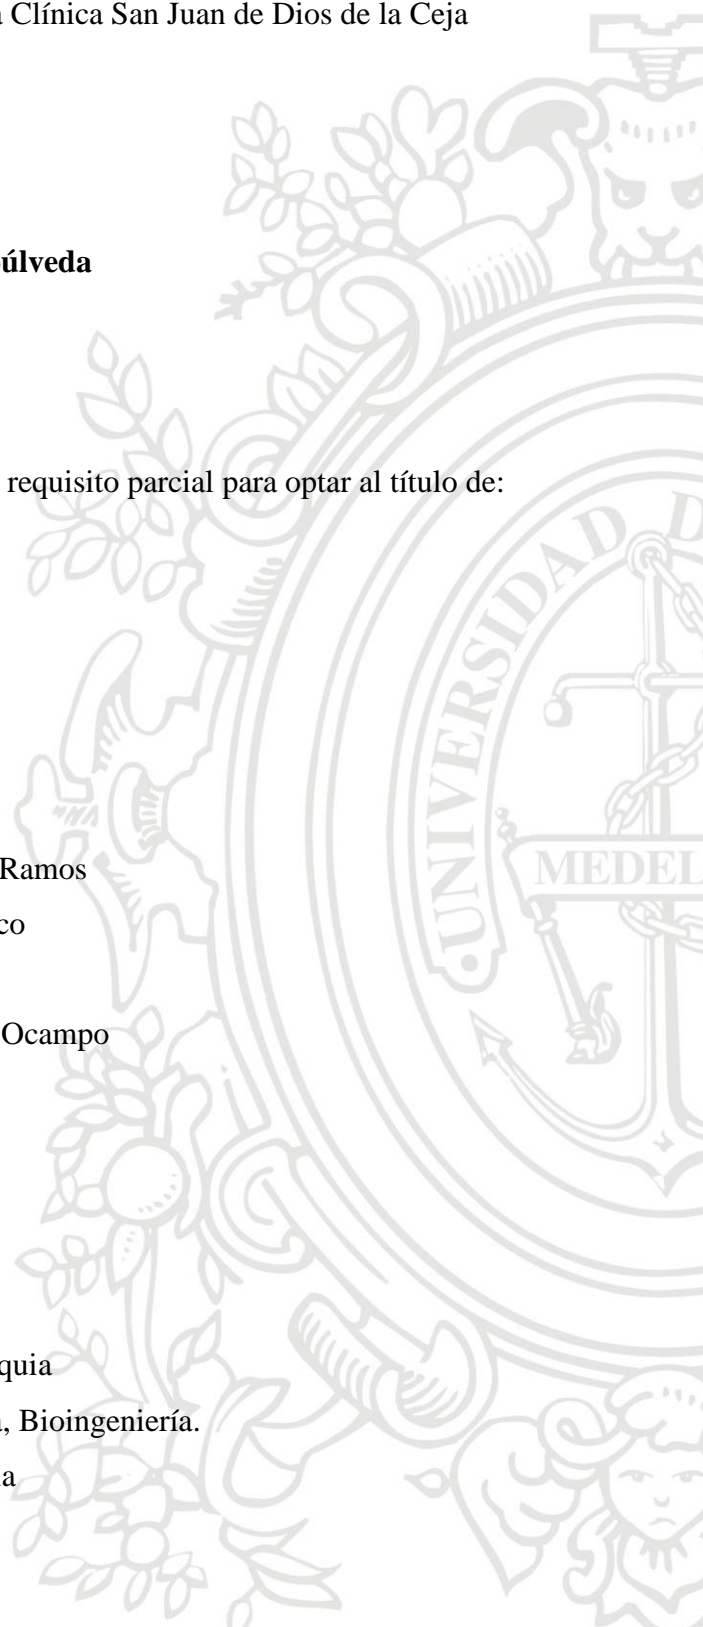 Clínica San Juan de Dios de la Ceja
úlveda
requisito parcial para optar al título de:
UNIVERSIDAD D
MEDEL
Ramos
co
Ocampo
quia
, Bioingeniería.
a